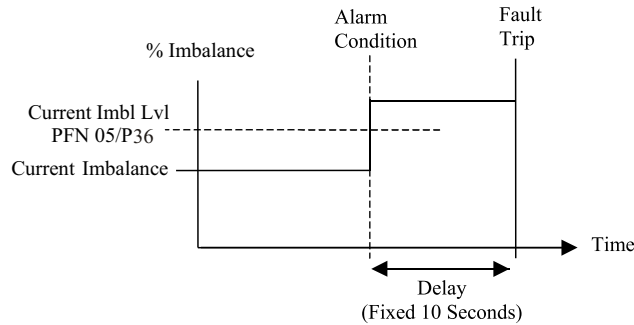 Alarm
Condition
Fault
Trip
% Imbalance
Current Imbl Lvl
PFN 05/P36
Current Imbalance
Time
Delay
(Fixed 10 Seconds)